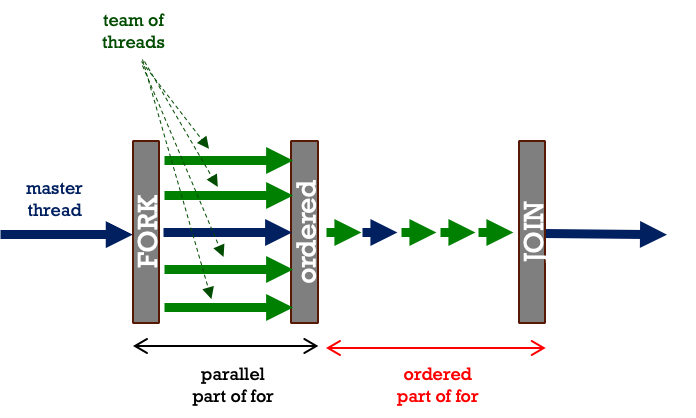 team of
threads
master
thread
FORK
ordered
JOIN
parallel
part of for
ordered
part of for